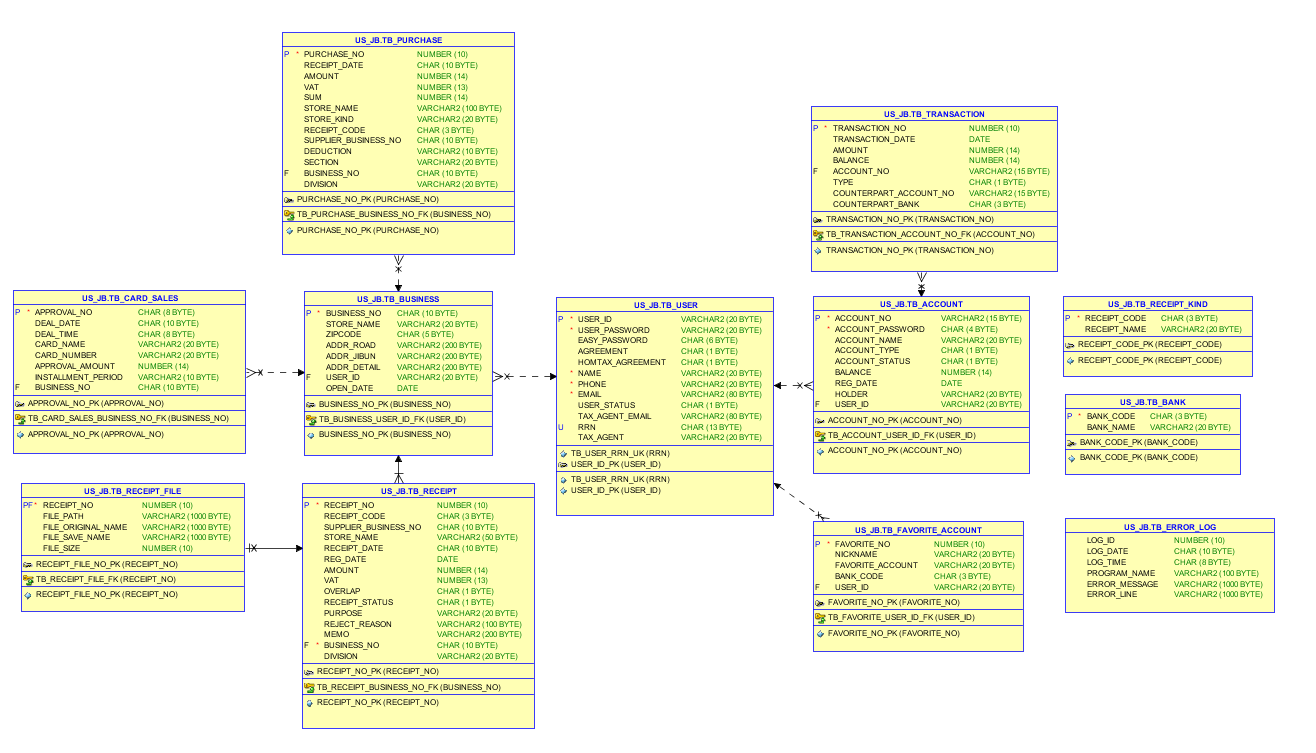 US_JB.TB_PURCHASE
P * PURCHASE_NO NUMBER (10)
RECEIPT_DATE CHAR (10 BYTE)
AMOUNT NUMBER (14)
VAT NUMBER (13)
SUM NUMBER (14)
STORE_NAME VARCHAR2 (100 BYTE)
STORE_KIND VARCHAR2 (20 BYTE)
RECEIPT_CODE CHAR (3 BYTE)
SUPPLIER_BUSINESS_NO CHAR (10 BYTE)
DEDUCTION VARCHAR2 (10 BYTE)
SECTION VARCHAR2 (20 BYTE)
F BUSINESS_NO CHAR (10 BYTE)
DIVISION VARCHAR2 (20 BYTE)
PURCHASE_NO_PK (PURCHASE_NO)
TB_PURCHASE_BUSINESS_NO_FK (BUSINESS_NO)
PURCHASE_NO_PK (PURCHASE_NO)
US_JB.TB_TRANSACTION
P * TRANSACTION_NO NUMBER (10)
TRANSACTION_DATE DATE
AMOUNT NUMBER (14)
BALANCE NUMBER (14)
F ACCOUNT_NO VARCHAR2 (15 BYTE)
TYPE CHAR (1 BYTE)
COUNTERPART_ACCOUNT_NO VARCHAR2 (15 BYTE)
COUNTERPART_BANK CHAR (3 BYTE)
TRANSACTION_NO_PK (TRANSACTION_NO)
TB_TRANSACTION_ACCOUNT_NO_FK (ACCOUNT_NO)
TRANSACTION_NO_PK (TRANSACTION_NO)
US_JB.TB_CARD_SALES
P * APPROVAL_NO CHAR (8 BYTE)
DEAL_DATE CHAR (10 BYTE)
DEAL_TIME CHAR (8 BYTE)
CARD_NAME VARCHAR2 (20 BYTE)
CARD_NUMBER VARCHAR2 (20 BYTE)
APPROVAL_AMOUNT NUMBER (14)
INSTALLMENT_PERIOD VARCHAR2 (10 BYTE)
F BUSINESS_NO CHAR (10 BYTE)
APPROVAL_NO_PK (APPROVAL_NO)
TB_CARD_SALES_BUSINESS_NO_FK (BUSINESS_NO)
APPROVAL_NO_PK (APPROVAL_NO)
US_JB.TB_BUSINESS
P * BUSINESS_NO CHAR (10 BYTE)
STORE_NAME VARCHAR2 (20 BYTE)
ZIPCODE CHAR (5 BYTE)
ADDR_ROAD VARCHAR2 (200 BYTE)
ADDR_JIBUN VARCHAR2 (200 BYTE)
ADDR_DETAIL VARCHAR2 (200 BYTE)
F USER_ID VARCHAR2 (20 BYTE)
OPEN_DATE DATE
BUSINESS_NO_PK (BUSINESS_NO)
TB_BUSINESS_USER_ID_FK (USER_ID)
BUSINESS_NO_PK (BUSINESS_NO)
US_JB.TB_USER
P * USER_ID VARCHAR2 (20 BYTE)
* USER_PASSWORD VARCHAR2 (20 BYTE)
EASY_PASSWORD CHAR (6 BYTE)
AGREEMENT CHAR (1 BYTE)
HOMTAX_AGREEMENT CHAR (1 BYTE)
* NAME VARCHAR2 (20 BYTE)
* PHONE VARCHAR2 (20 BYTE)
* EMAIL VARCHAR2 (80 BYTE)
USER_STATUS CHAR (1 BYTE)
TAX_AGENT_EMAIL VARCHAR2 (80 BYTE)
U RRN CHAR (13 BYTE)
TAX_AGENT VARCHAR2 (20 BYTE)
TB_USER_RRN_UK (RRN)
USER_ID_PK (USER_ID)
TB_USER_RRN_UK (RRN)
USER_ID_PK (USER_ID)
US_JB.TB_ACCOUNT
P * ACCOUNT_NO VARCHAR2 (15 BYTE)
* ACCOUNT_PASSWORD CHAR (4 BYTE)
ACCOUNT_NAME VARCHAR2 (20 BYTE)
ACCOUNT_TYPE CHAR (1 BYTE)
ACCOUNT_STATUS CHAR (1 BYTE)
BALANCE NUMBER (14)
REG_DATE DATE
HOLDER VARCHAR2 (20 BYTE)
F USER_ID VARCHAR2 (20 BYTE)
ACCOUNT_NO_PK (ACCOUNT_NO)
TB_ACCOUNT_USER_ID_FK (USER_ID)
ACCOUNT_NO_PK (ACCOUNT_NO)
US_JB.TB_RECEIPT_KIND
P * RECEIPT_CODE CHAR (3 BYTE)
RECEIPT_NAME VARCHAR2 (20 BYTE)
RECEIPT_CODE_PK (RECEIPT_CODE)
RECEIPT_CODE_PK (RECEIPT_CODE)
US_JB.TB_BANK
P * BANK_CODE CHAR (3 BYTE)
BANK_NAME VARCHAR2 (20 BYTE)
BANK_CODE_PK (BANK_CODE)
BANK_CODE_PK (BANK_CODE)
US_JB.TB_RECEIPT_FILE
PF * RECEIPT_NO NUMBER (10)
FILE_PATH VARCHAR2 (1000 BYTE)
FILE_ORIGINAL_NAME VARCHAR2 (1000 BYTE)
FILE_SAVE_NAME VARCHAR2 (1000 BYTE)
FILE_SIZE NUMBER (10)
RECEIPT_FILE_NO_PK (RECEIPT_NO)
TB_RECEIPT_FILE_FK (RECEIPT_NO)
RECEIPT_FILE_NO_PK (RECEIPT_NO)
US_JB.TB_RECEIPT
P * RECEIPT_NO NUMBER (10)
RECEIPT_CODE CHAR (3 BYTE)
SUPPLIER_BUSINESS_NO CHAR (10 BYTE)
STORE_NAME VARCHAR2 (50 BYTE)
RECEIPT_DATE CHAR (10 BYTE)
REG_DATE DATE
AMOUNT NUMBER (14)
VAT NUMBER (13)
OVERLAP CHAR (1 BYTE)
RECEIPT_STATUS CHAR (1 BYTE)
PURPOSE VARCHAR2 (20 BYTE)
REJECT_REASON VARCHAR2 (100 BYTE)
MEMO VARCHAR2 (200 BYTE)
F * BUSINESS_NO CHAR (10 BYTE)
DIVISION VARCHAR2 (20 BYTE)
RECEIPT_NO_PK (RECEIPT_NO)
TB_RECEIPT_BUSINESS_NO_FK (BUSINESS_NO)
RECEIPT_NO_PK (RECEIPT_NO)
US_JB.TB_FAVORITE_ACCOUNT
P * FAVORITE_NO NUMBER (10)
NICKNAME VARCHAR2 (20 BYTE)
FAVORITE_ACCOUNT VARCHAR2 (20 BYTE)
BANK_CODE CHAR (3 BYTE)
F USER_ID VARCHAR2 (20 BYTE)
FAVORITE_NO_PK (FAVORITE_NO)
TB_FAVORITE_USER_ID_FK (USER_ID)
FAVORITE_NO_PK (FAVORITE_NO)
US_JB.TB_ERROR_LOG
LOG_ID NUMBER (10)
LOG_DATE CHAR (10 BYTE)
LOG_TIME CHAR (8 BYTE)
PROGRAM_NAME VARCHAR2 (100 BYTE)
ERROR_MESSAGE VARCHAR2 (1000 BYTE)
ERROR_LINE VARCHAR2 (1000 BYTE)